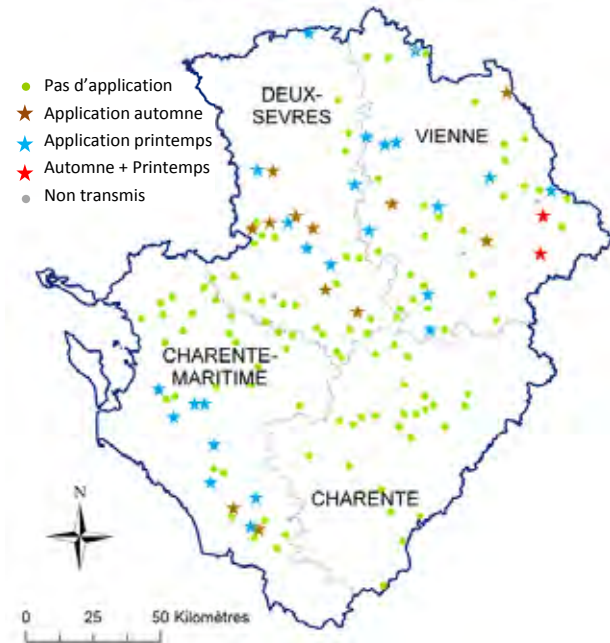 Pas d'application
Application automne
Application printemps
Automne + Printemps
Non transmis
DEUX-
SEVRES
VIENNE
CHARENTE-
MARITIME
CHARENTE
N
0 25 50 Kilomètres